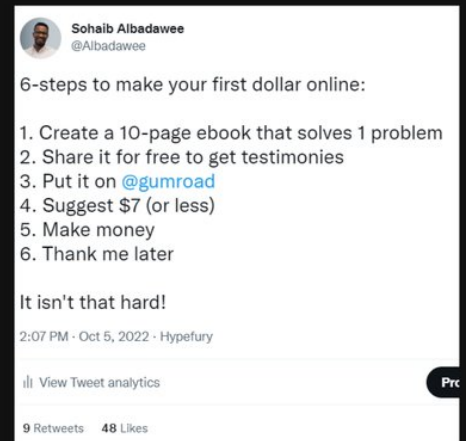 Sohaib Albadawee
@Albadawee
6-steps to make your first dollar online:
1. Create a 10-page ebook that solves 1 problem
2. Share it for free to get testimonies
3. Put it on @gumroad
4. Suggest $7 (or less)
5. Make money
6. Thank me later
It isn't that hard!
2:07 PM · Oct 5, 2022 · Hypefury
View Tweet analytics
9 Retweets 48 Likes